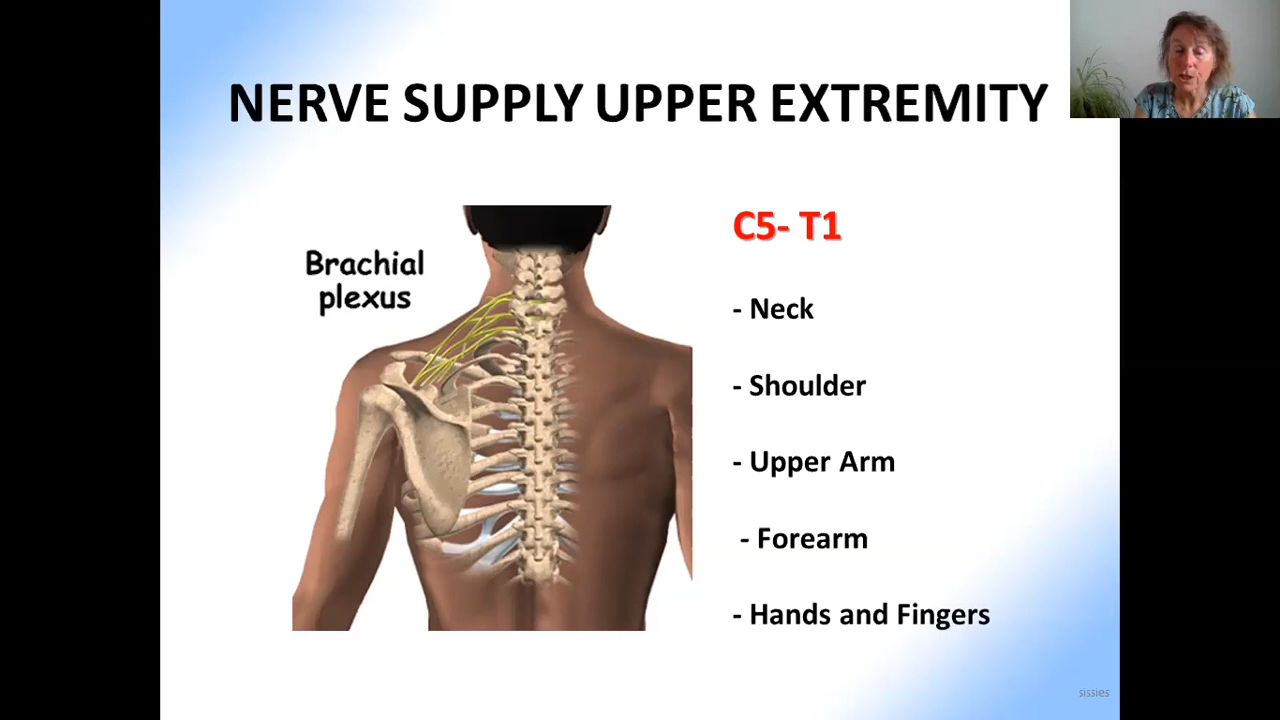 NERVE SUPPLY UPPER EXTREMITY
Brachial
plexus
C5- T1
- Neck
- Shoulder
- Upper Arm
- Forearm
- Hands and Fingers
sissies